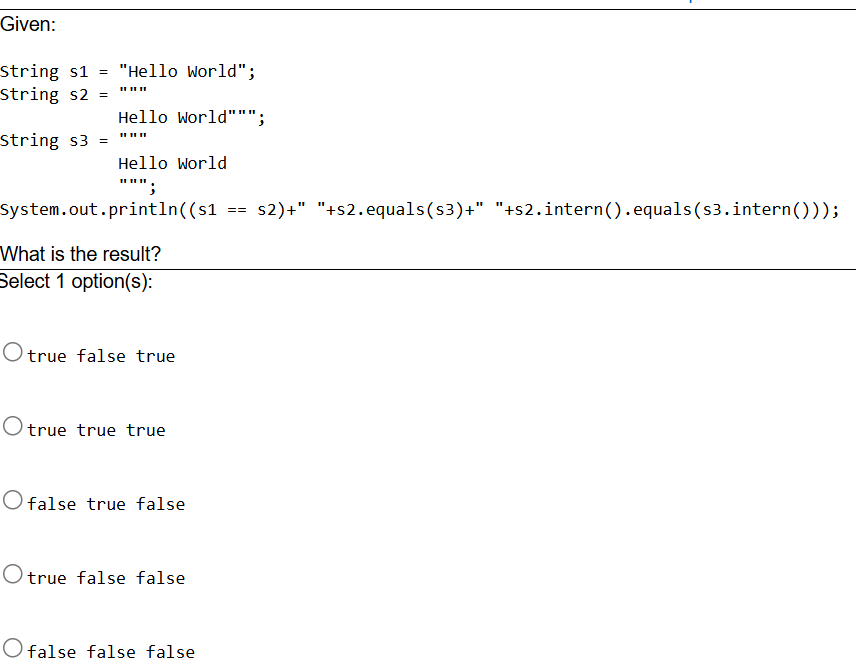 Given:
String s1 = "Hello World";
String s2 = """
            Hello World""";
String s3 = """
            Hello World
            """;
System.out.println((s1 == s2)+" "+s2.equals(s3)+" "+s2.intern().equals(s3.intern()));
What is the result?
Select 1 option(s):
true false true
true true true
false true false
true false false
false false false